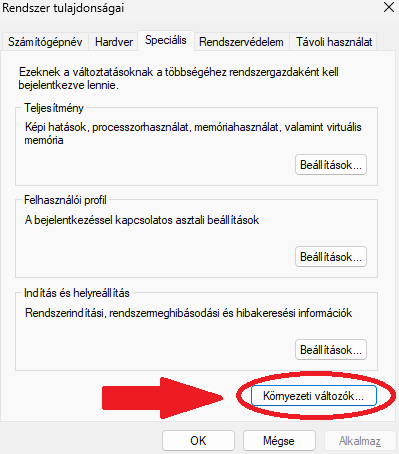 Rendszer tulajdonságai
Számítógépnév Hardver Speciális Rendszervédelem Távoli használat
Ezeknek a változtatásoknak a többségéhez rendszergazdaként kell
bejelentkezve lennie.
Teljesítmény
Képi hatások, processzorhasználat, memóriahasználat, valamint virtuális
memória
Beállítások...
Felhasználói profil
A bejelentkezéssel kapcsolatos asztali beállítások
Beállítások...
Indítás és helyreállítás
Rendszerindítási, rendszermeghibásodási és hibakeresési információk
Beállítások...
Környezeti változók...
OK Mégse Alkalmaz